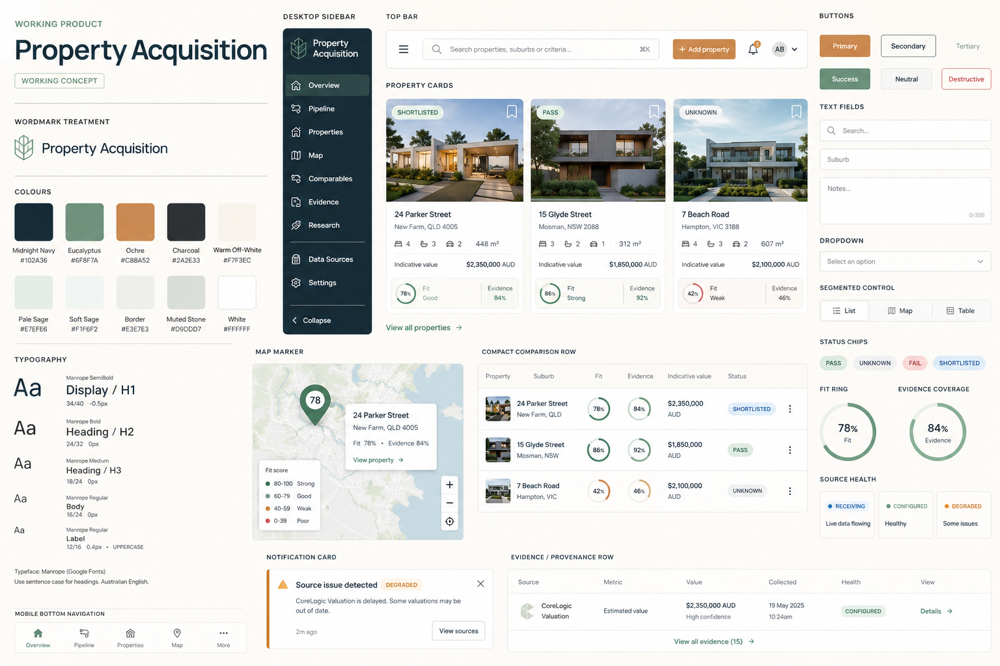 WORKING PRODUCT
Property Acquisition
WORKING CONCEPT
WORDMARK TREATMENT
Property Acquisition
COLOURS
Midnight Navy
#102A36
Eucalyptus
#6F8F7A
Ochre
#C88A52
Charcoal
#2A2E33
Warm Off-White
#F7F3EC
Pale Sage
#E7EFE6
Soft Sage
#F1F6F2
Border
#E3E7E3
Muted Stone
#D9DDD7
White
#FFFFFF
TYPOGRAPHY
Aa
Manrope SemiBold
Display / H1
34/40 -0.5px
Aa
Manrope Bold
Heading / H2
24/32 0px
Aa
Manrope Medium
Heading / H3
18/24 0px
Aa
Manrope Regular
Body
16/24 0px
Aa
Manrope Regular
Label
12/16 0.4px • UPPERCASE
Typeface: Manrope (Google Fonts)
Use sentence case for headings. Australian English.
MOBILE BOTTOM NAVIGATION
Overview
Pipeline
Properties
Map
More
DESKTOP SIDEBAR
Property
Acquisition
Overview
Pipeline
Properties
Map
Comparables
Evidence
Research
Data Sources
Settings
Collapse
TOP BAR
Search properties, suburbs or criteria...
⌘K
+ Add property
3
AB
PROPERTY CARDS
SHORTLISTED
24 Parker Street
New Farm, QLD 4005
4 3 2 448 m²
Indicative value $2,350,000 AUD
78%
Fit
Good
Evidence
84%
PASS
15 Glyde Street
Mosman, NSW 2088
3 2 1 312 m²
Indicative value $1,850,000 AUD
86%
Fit
Strong
Evidence
92%
UNKNOWN
7 Beach Road
Hampton, VIC 3188
4 3 2 607 m²
Indicative value $2,100,000 AUD
42%
Fit
Weak
Evidence
46%
View all properties →
MAP MARKER
78
24 Parker Street
New Farm, QLD 4005
Fit 78% • Evidence 84%
View property →
Fit score
80-100 Strong
60-79 Good
40-59 Weak
0-39 Poor
COMPACT COMPARISON ROW
Property Suburb Fit Evidence Indicative value Status
24 Parker Street
New Farm, QLD
78%
84%
$2,350,000
AUD
SHORTLISTED
15 Glyde Street
Mosman, NSW
86%
92%
$1,850,000
AUD
PASS
7 Beach Road
Hampton, VIC
42%
46%
$2,100,000
AUD
UNKNOWN
NOTIFICATION CARD
Source issue detected DEGRADED
CoreLogic Valuation is delayed. Some valuations may be
out of date.
2m ago
View sources
EVIDENCE / PROVENANCE ROW
Source Metric Value Collected Health View
CoreLogic
Valuation
Estimated value
$2,350,000 AUD
High confidence
19 May 2025
10:24am
CONFIGURED
Details →
View all evidence (15) →
BUTTONS
Primary
Secondary
Tertiary
Success
Neutral
Destructive
TEXT FIELDS
Search...
Suburb
Notes...
0/300
DROPDOWN
Select an option
SEGMENTED CONTROL
List
Map
Table
STATUS CHIPS
PASS
UNKNOWN
FAIL
SHORTLISTED
FIT RING
78%
Fit
EVIDENCE COVERAGE
84%
Evidence
SOURCE HEALTH
RECEIVING
Live data flowing
CONFIGURED
Healthy
DEGRADED
Some issues